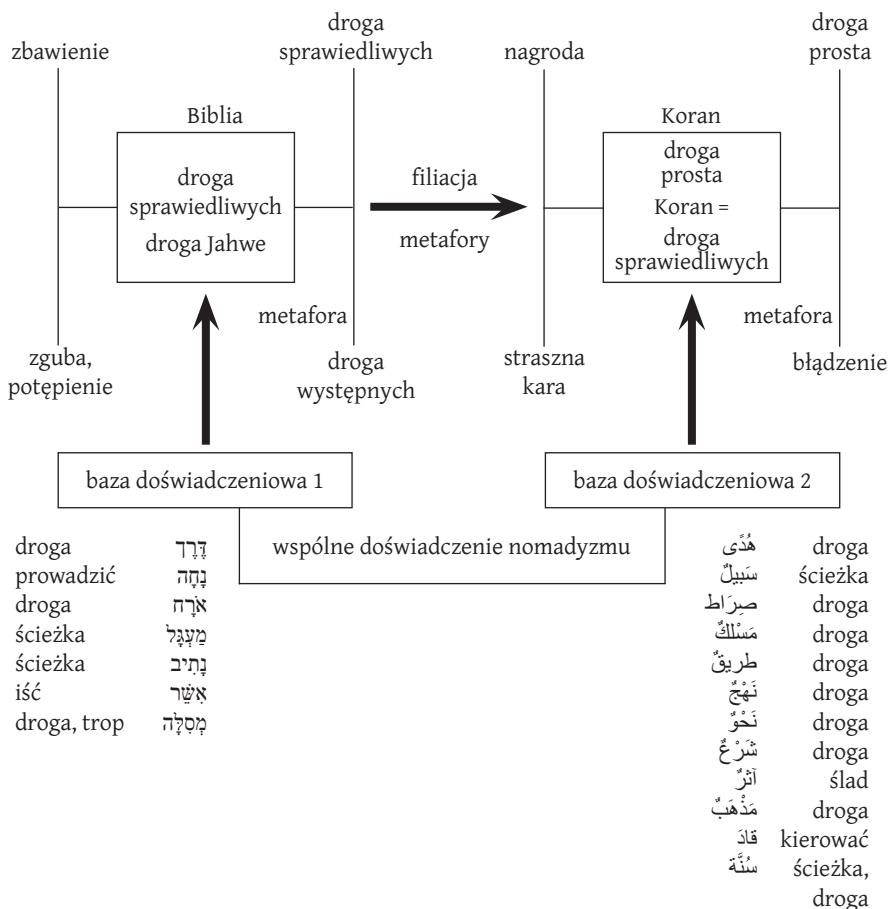 droga
zbawienie
sprawiedliwych
nagroda
droga
prosta
Biblia
Koran
droga
sprawiedliwych
droga Jahwe
filiacja
metafory
droga
prosta
Koran =
droga
sprawiedliwych
metafora
metafora
zguba,
potępienie
droga
występnych
straszna
kara
błądzenie
baza doświadczeniowa 1
baza doświadczeniowa 2
wspólne doświadczenie nomadyzmu
droga דֶּרֶך
prowadzić נָחָה
droga אֹרַח
ścieżka מַעְגָּל
ścieżka נָתִיב
iść אִשֵּׁר
droga, trop מְסִלָּה
هُدًى droga
سَبيلٌ ścieżka
صِرَاط droga
مَسْلكٌ droga
طريقٌ droga
نَهْجٌ droga
نَحْوٌ droga
شَرْعٌ droga
آثرٌ ślad
مَذْهَبٌ droga
قادَ kierować
سُنَّة ścieżka,
droga